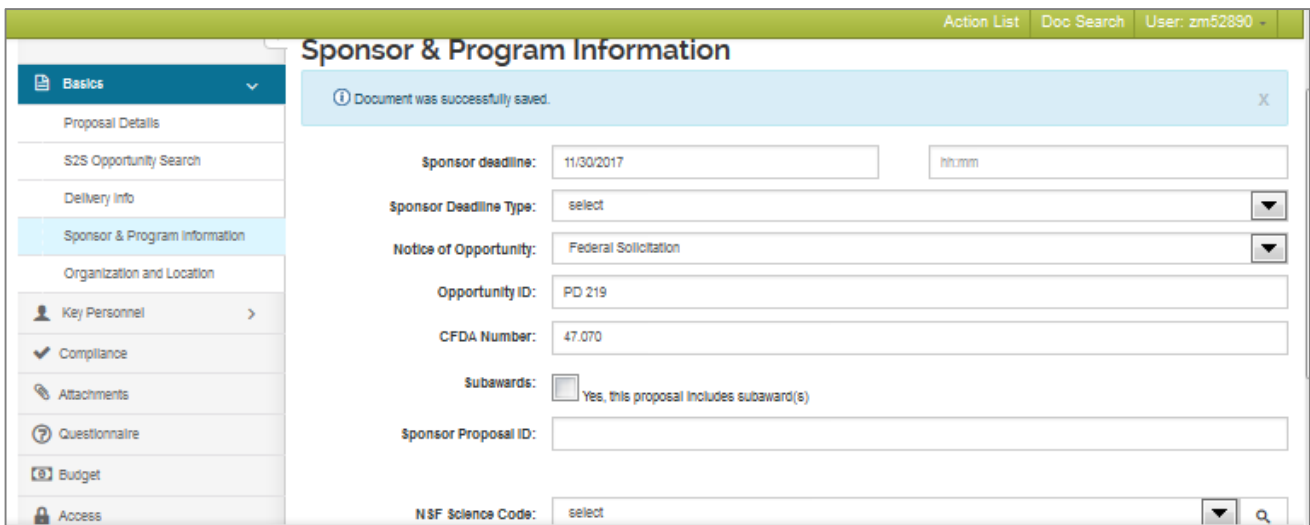 Action List Doc Search User: zm52890
Sponsor & Program Information
Basics
Document was successfully saved. X
Proposal Details
S2S Opportunity Search
Delivery Info
Sponsor & Program Information
Organization and Location
Key Personnel
Compliance
Attachments
Questionnaire
Budget
Access
Sponsor deadline: 11/30/2017 hh:mm
Sponsor Deadline Type: select
Notice of Opportunity: Federal Solicitation
Opportunity ID: PD 219
CFDA Number: 47.070
Subawards: Yes, this proposal includes subaward(s)
Sponsor Proposal ID:
NSF Science Code: select